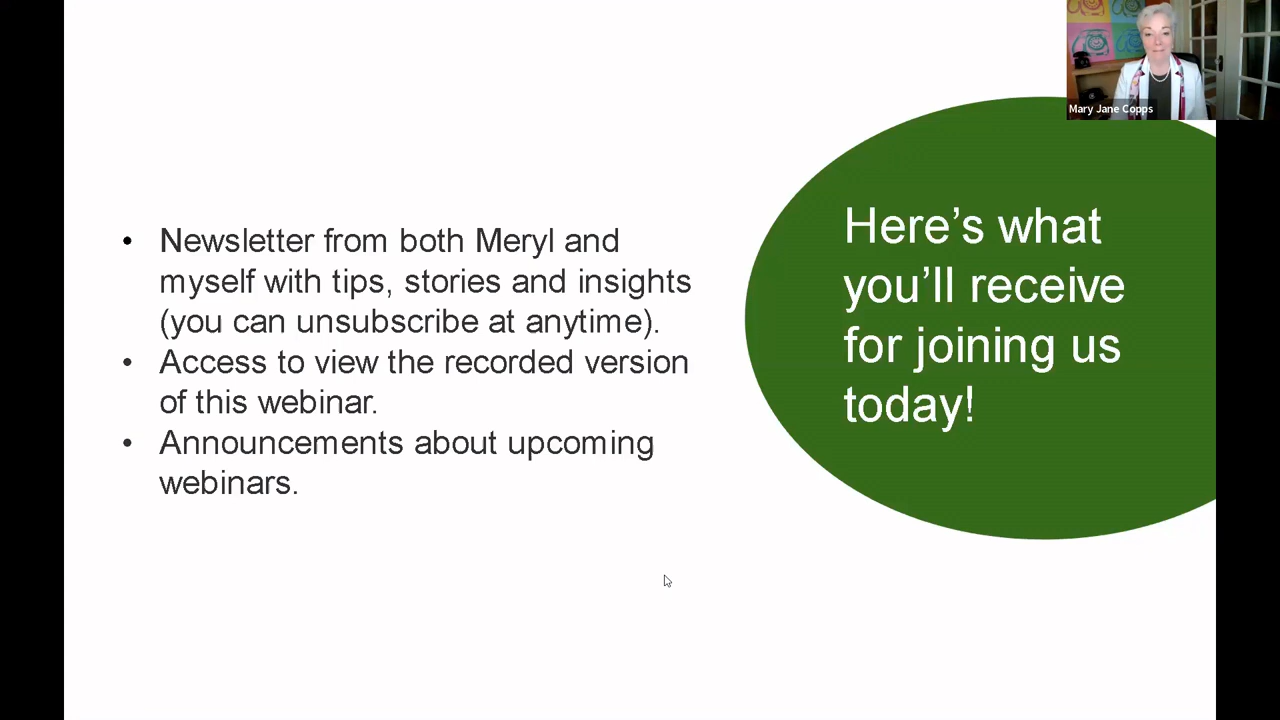 Mary Jane Copps
Here’s what
you’ll receive
for joining us
today!
• Newsletter from both Meryl and
myself with tips, stories and insights
(you can unsubscribe at anytime).
• Access to view the recorded version
of this webinar.
• Announcements about upcoming
webinars.